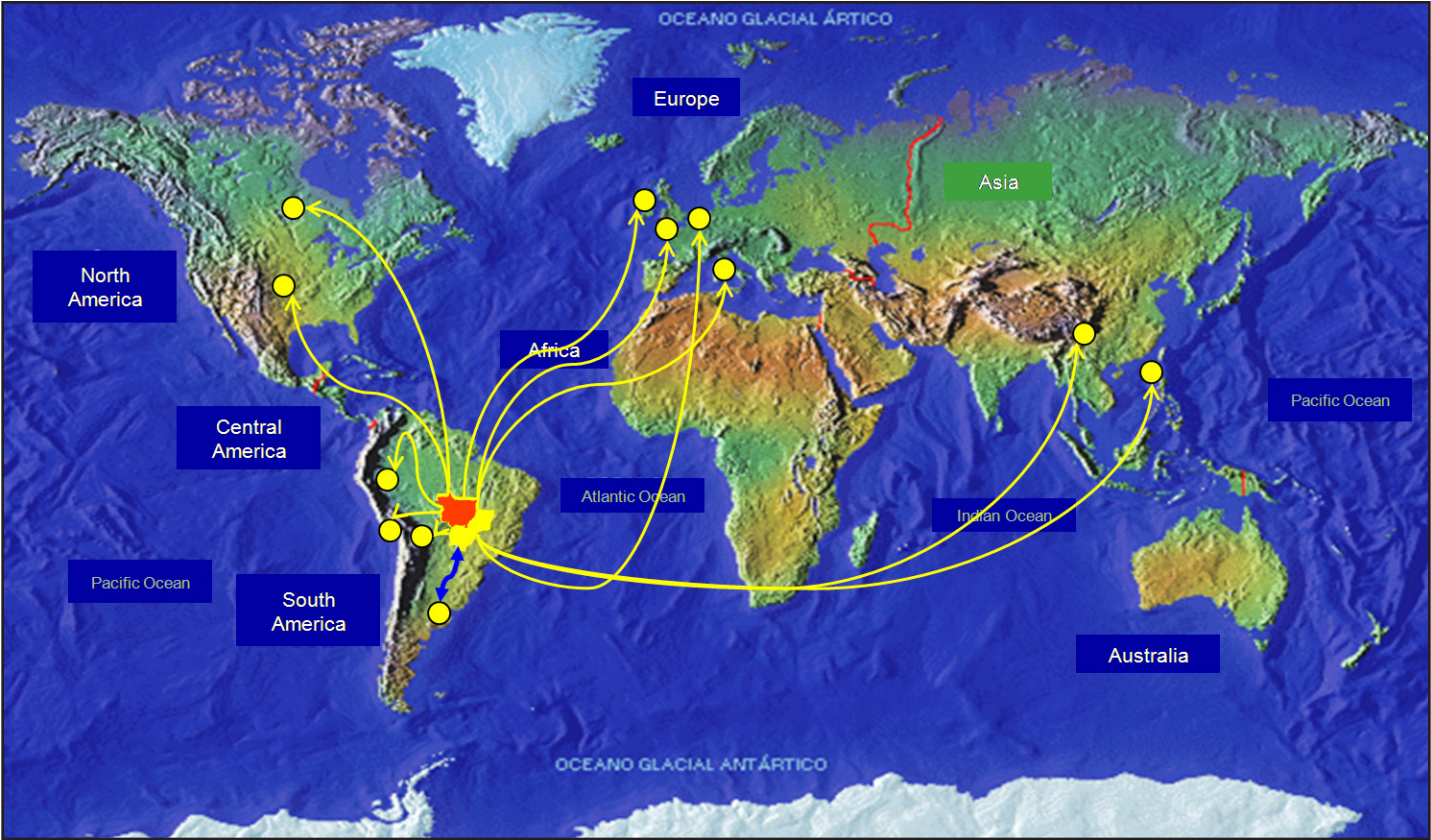 OCEANO GLACIAL ÁRTICO
Europe
Asia
North
America
Africa
Central
America
Pacific Ocean
Atlantic Ocean
Indian Ocean
Pacific Ocean
South
America
Australia
OCEANO GLACIAL ANTÁRTICO